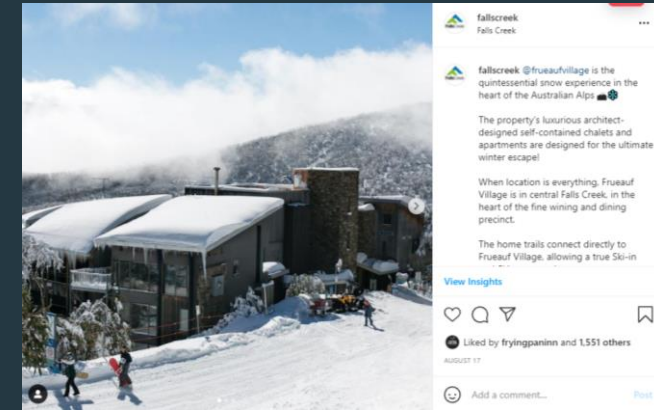 fallscreek
Falls Creek
fallscreek @frueaufvillage is the
quintessential snow experience in the
heart of the Australian Alps
The property's luxurious architect-
designed self-contained chalets and
apartments are designed for the ultimate
winter escape!
When location is everything, Frueauf
Village is in central Falls Creek, in the
heart of the fine wining and dining
precinct.
The home trails connect directly to
Frueauf Village, allowing a true Ski-in
View Insights
Liked by fryingpaninn and 1,551 others
AUGUST 17
Add a comment...
Post